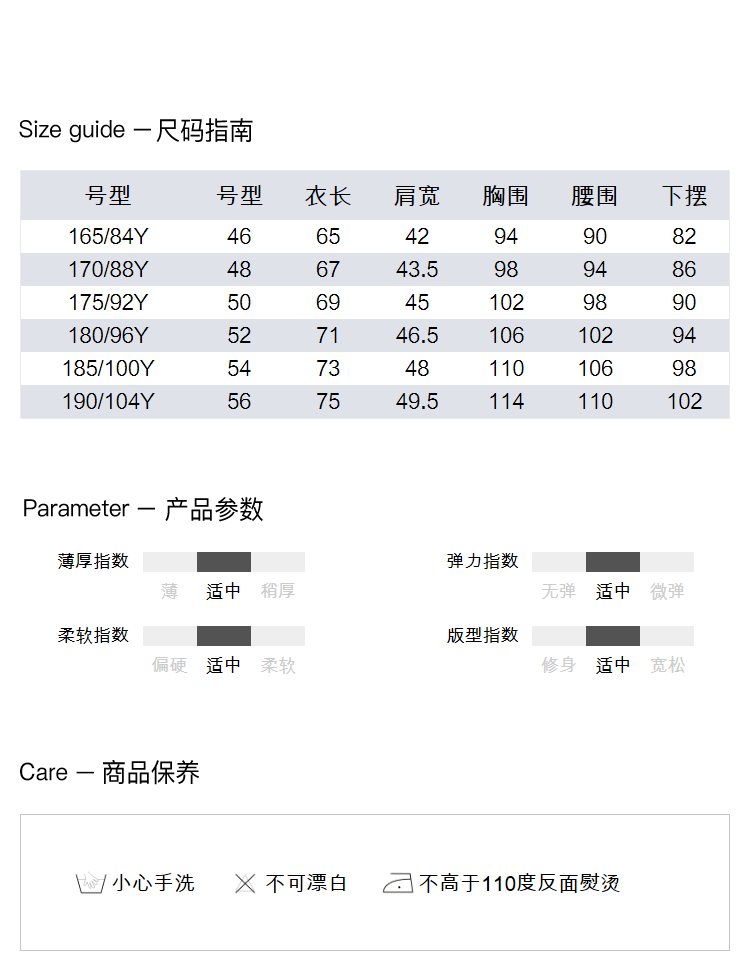 Size guide — 尺码指南
号型 号型 衣长 肩宽 胸围 腰围 下摆
165/84Y 46 65 42 94 90 82
170/88Y 48 67 43.5 98 94 86
175/92Y 50 69 45 102 98 90
180/96Y 52 71 46.5 106 102 94
185/100Y 54 73 48 110 106 98
190/104Y 56 75 49.5 114 110 102
Parameter — 产品参数
薄厚指数 弹力指数
薄 适中 稍厚 无弹 适中 微弹
柔软指数 版型指数
偏硬 适中 柔软 修身 适中 宽松
Care — 商品保养
小心手洗 不可漂白 不高于110度反面熨烫